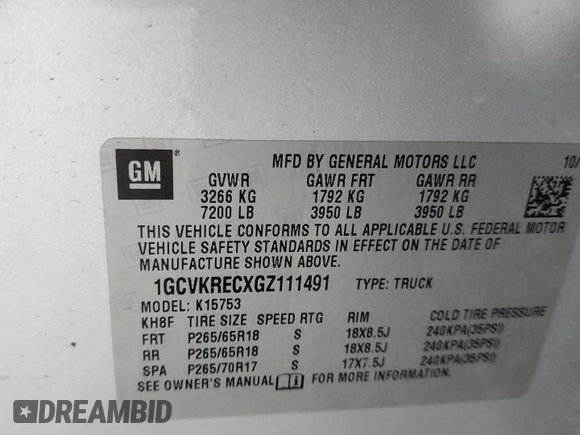 GM ®
MFD BY GENERAL MOTORS LLC 10/
GVWR GAWR FRT GAWR RR
3266 KG 1792 KG 1792 KG
7200 LB 3950 LB 3950 LB
THIS VEHICLE CONFORMS TO ALL APPLICABLE U.S. FEDERAL MOTOR
VEHICLE SAFETY STANDARDS IN EFFECT ON THE DATE OF
MANUFACTURE SHOWN ABOVE.
1GCVKRECXGZ111491 TYPE: TRUCK
MODEL: K15753
KH8F TIRE SIZE SPEED RTG RIM COLD TIRE PRESSURE
FRT P265/65R18 S 18X8.5J 240KPA(35PSI)
RR P265/65R18 S 18X8.5J 240KPA(35PSI)
SPA P265/70R17 S 17X7.5J 240KPA(35PSI)
SEE OWNER'S MANUAL FOR MORE INFORMATION.
DREAMBID